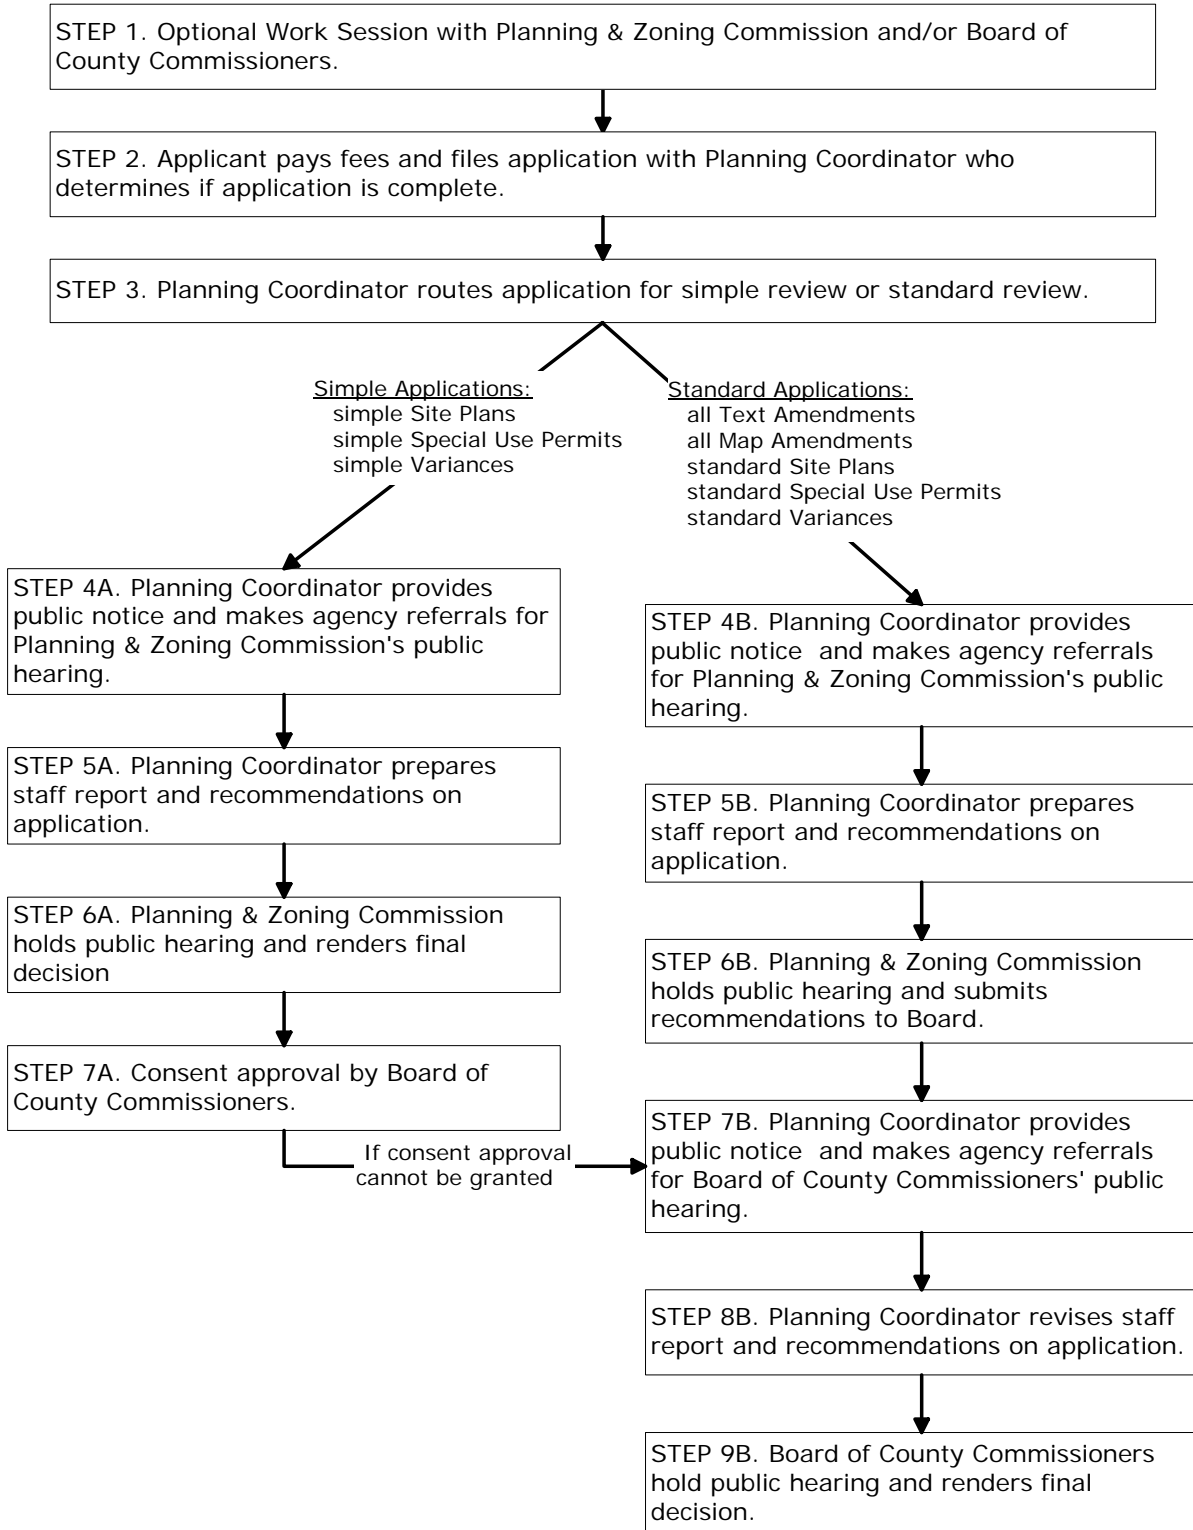 STEP 1. Optional Work Session with Planning & Zoning Commission and/or Board of
County Commissioners.
STEP 2. Applicant pays fees and files application with Planning Coordinator who
determines if application is complete.
STEP 3. Planning Coordinator routes application for simple review or standard review.
Simple Applications:
simple Site Plans
simple Special Use Permits
simple Variances
Standard Applications:
all Text Amendments
all Map Amendments
standard Site Plans
standard Special Use Permits
standard Variances
STEP 4A. Planning Coordinator provides
public notice and makes agency referrals for
Planning & Zoning Commission's public
hearing.
STEP 5A. Planning Coordinator prepares
staff report and recommendations on
application.
STEP 6A. Planning & Zoning Commission
holds public hearing and renders final
decision
STEP 7A. Consent approval by Board of
County Commissioners.
If consent approval
cannot be granted
STEP 4B. Planning Coordinator provides
public notice  and makes agency referrals
for Planning & Zoning Commission's public
hearing.
STEP 5B. Planning Coordinator prepares
staff report and recommendations on
application.
STEP 6B. Planning & Zoning Commission
holds public hearing and submits
recommendations to Board.
STEP 7B. Planning Coordinator provides
public notice  and makes agency referrals
for Board of County Commissioners' public
hearing.
STEP 8B. Planning Coordinator revises staff
report and recommendations on application.
STEP 9B. Board of County Commissioners
hold public hearing and renders final
decision.